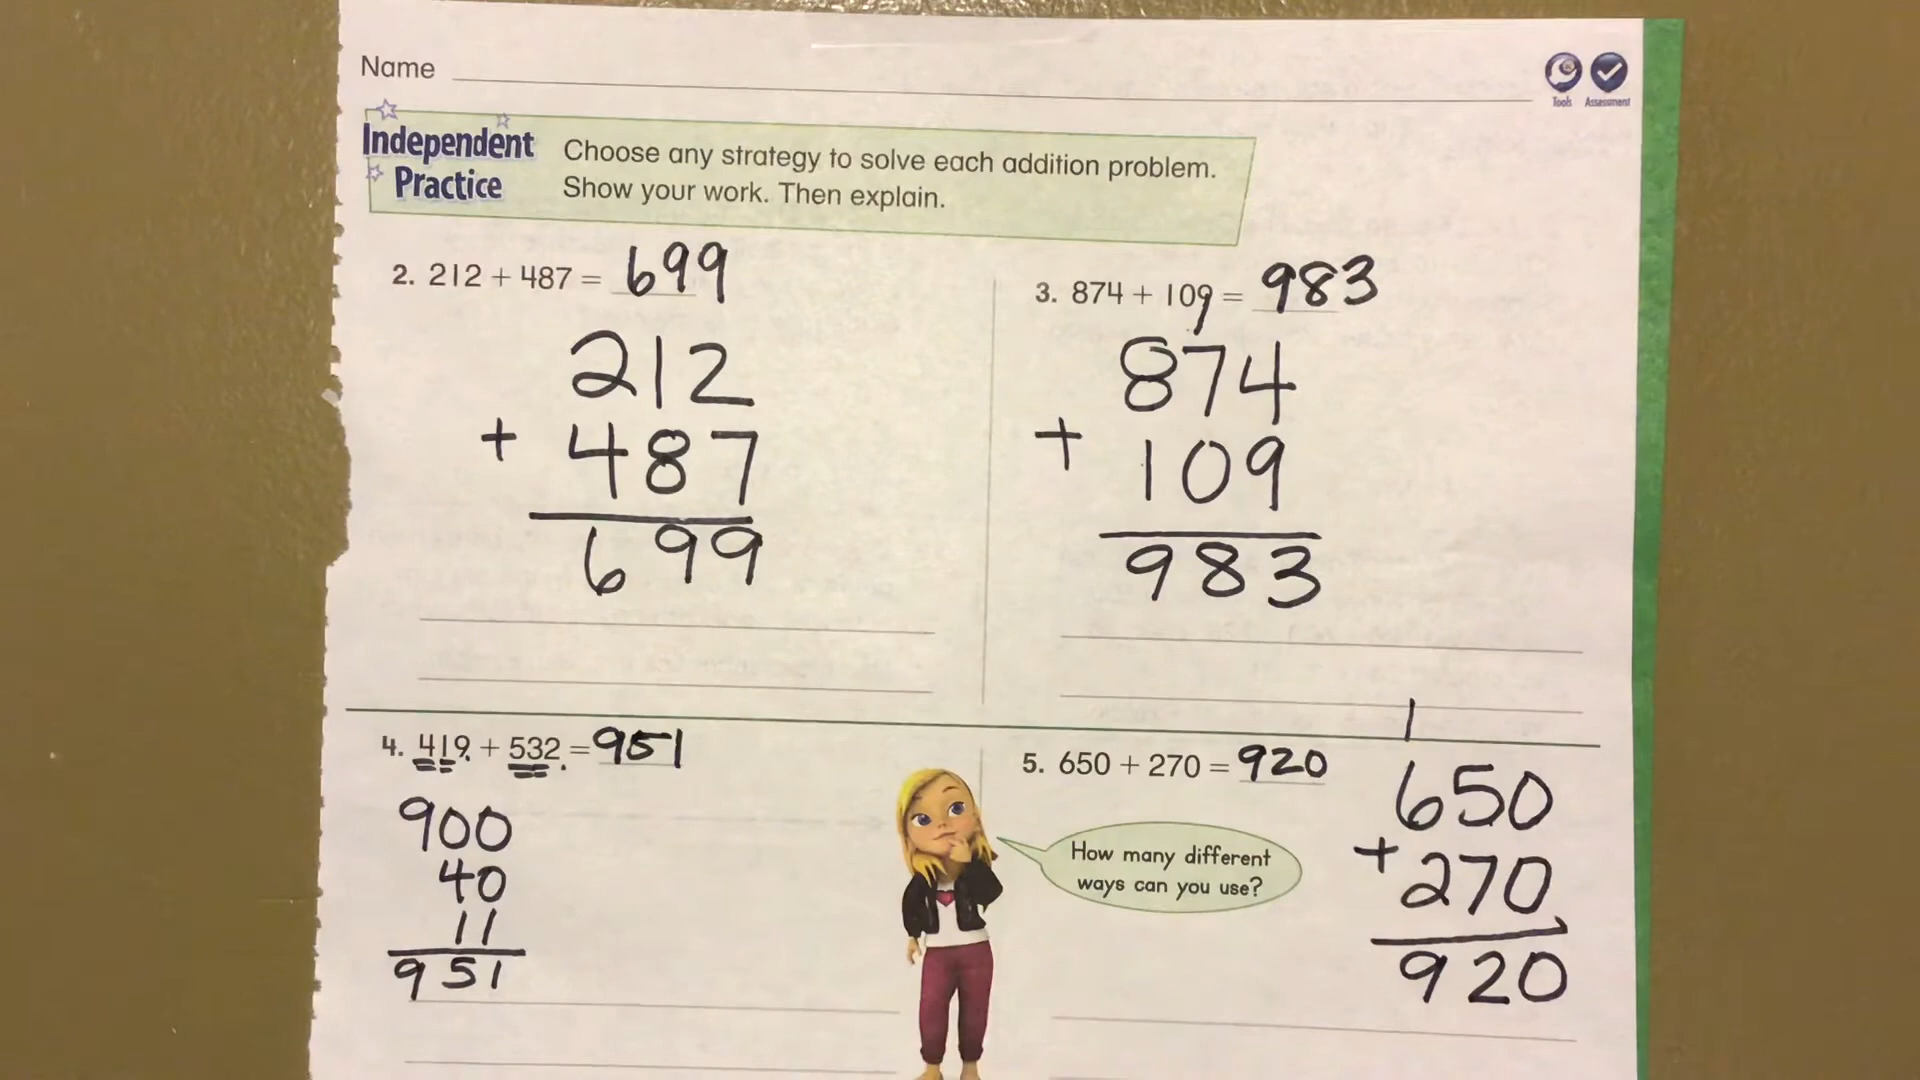 Name
Tools Assessment
Independent Practice
Choose any strategy to solve each addition problem.
Show your work. Then explain.
2. 212 + 487 = 699
212
+ 487
699
3. 874 + 109 = 983
1
874
+ 109
983
4. 419 + 532 = 951
900
40
11
951
5. 650 + 270 = 920
How many different
ways can you use?
1
650
+ 270
920